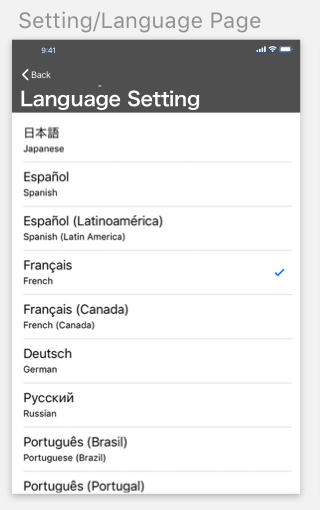 Setting/Language Page
9:41
Back
Language Setting
日本語
Japanese
Español
Spanish
Español (Latinoamérica)
Spanish (Latin America)
Français
French
Français (Canada)
French (Canada)
Deutsch
German
Русский
Russian
Português (Brasil)
Portuguese (Brazil)
Português (Portugal)